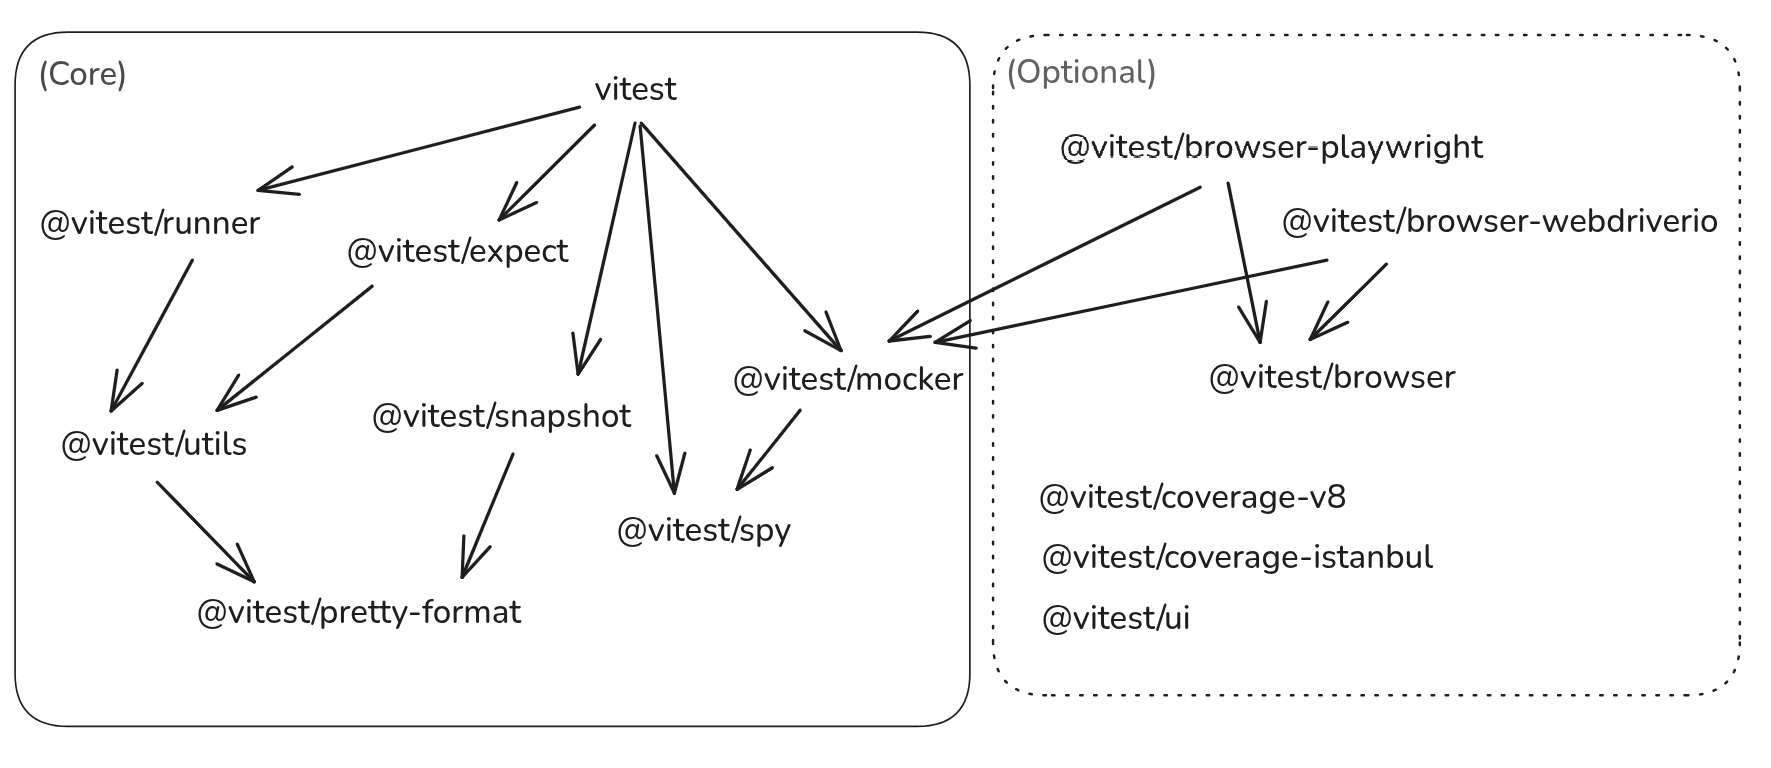 (Core)
vitest
@vitest/runner
@vitest/expect
@vitest/mocker
@vitest/snapshot
@vitest/utils
@vitest/spy
@vitest/pretty-format
(Optional)
@vitest/browser-playwright
@vitest/browser-webdriverio
@vitest/browser
@vitest/coverage-v8
@vitest/coverage-istanbul
@vitest/ui